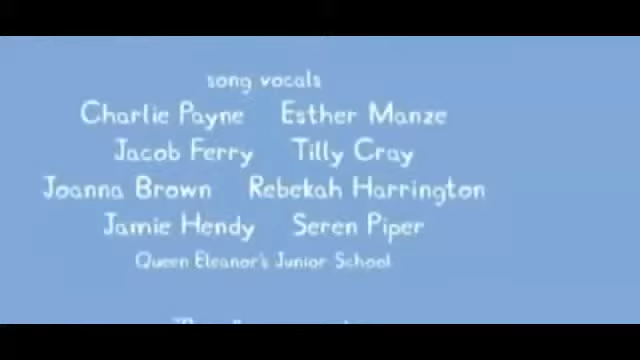 song vocals
Charlie Payne Esther Manze
Jacob Ferry Tilly Cray
Joanna Brown Rebekah Harrington
Jamie Hendy Seren Piper
Queen Eleanor's Junior School